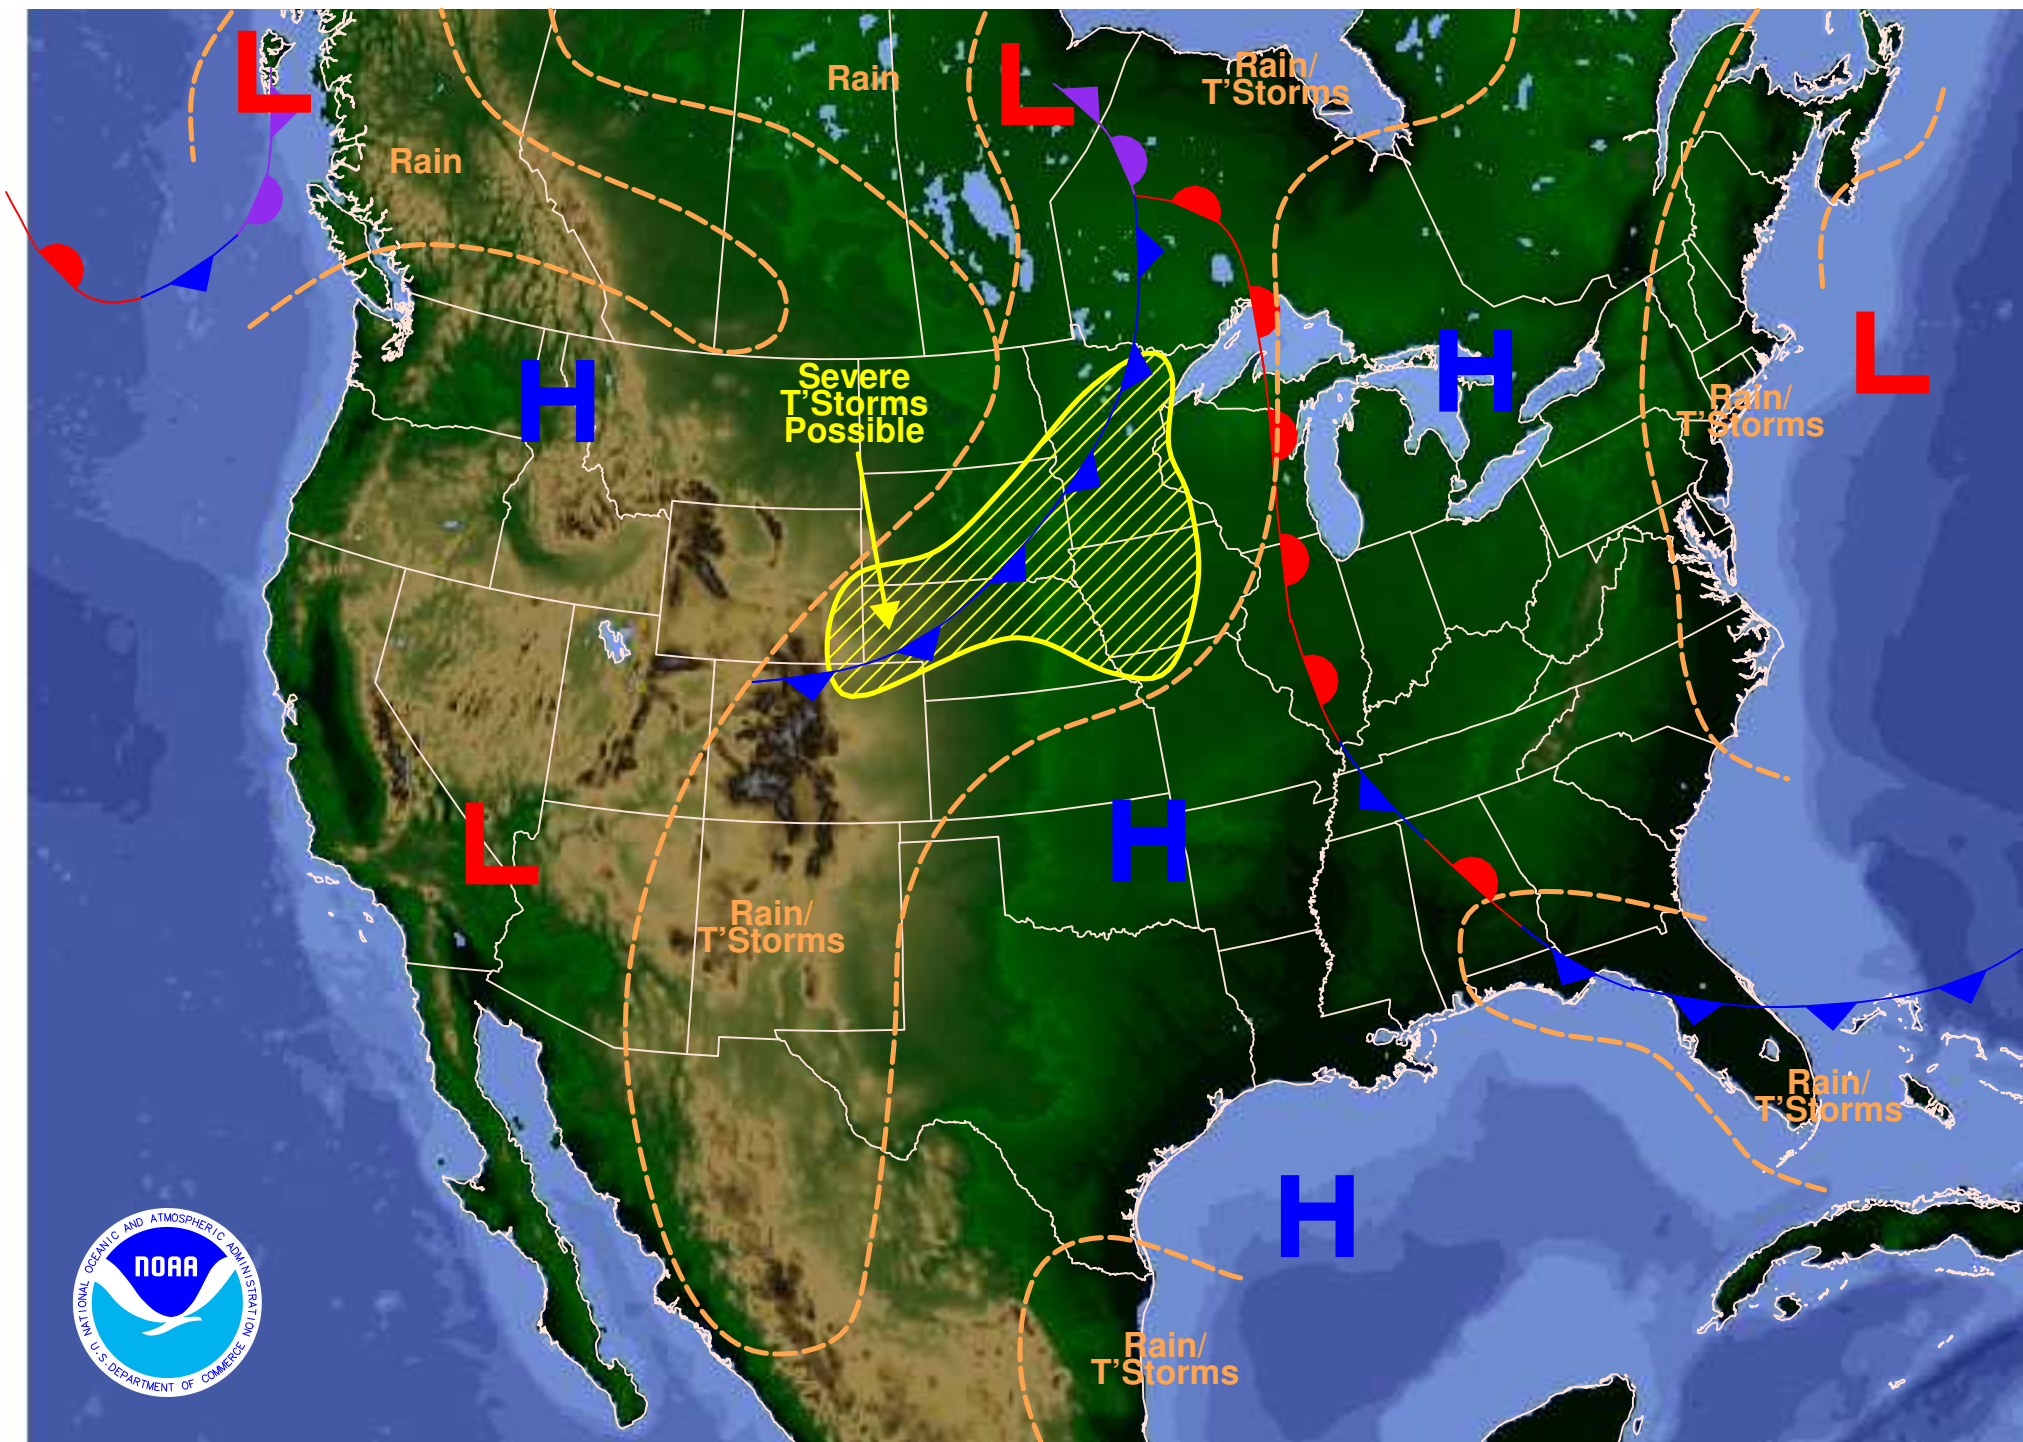 L
Rain
L
Rain/
T'Storms
Rain
H
Severe
T'Storms
Possible
H
L
Rain/
T'Storms
L
H
Rain/
T'Storms
Rain/
T'Storms
H
Rain/
T'Storms
NATIONAL OCEANIC AND ATMOSPHERIC ADMINISTRATION
NOAA
U.S. DEPARTMENT OF COMMERCE